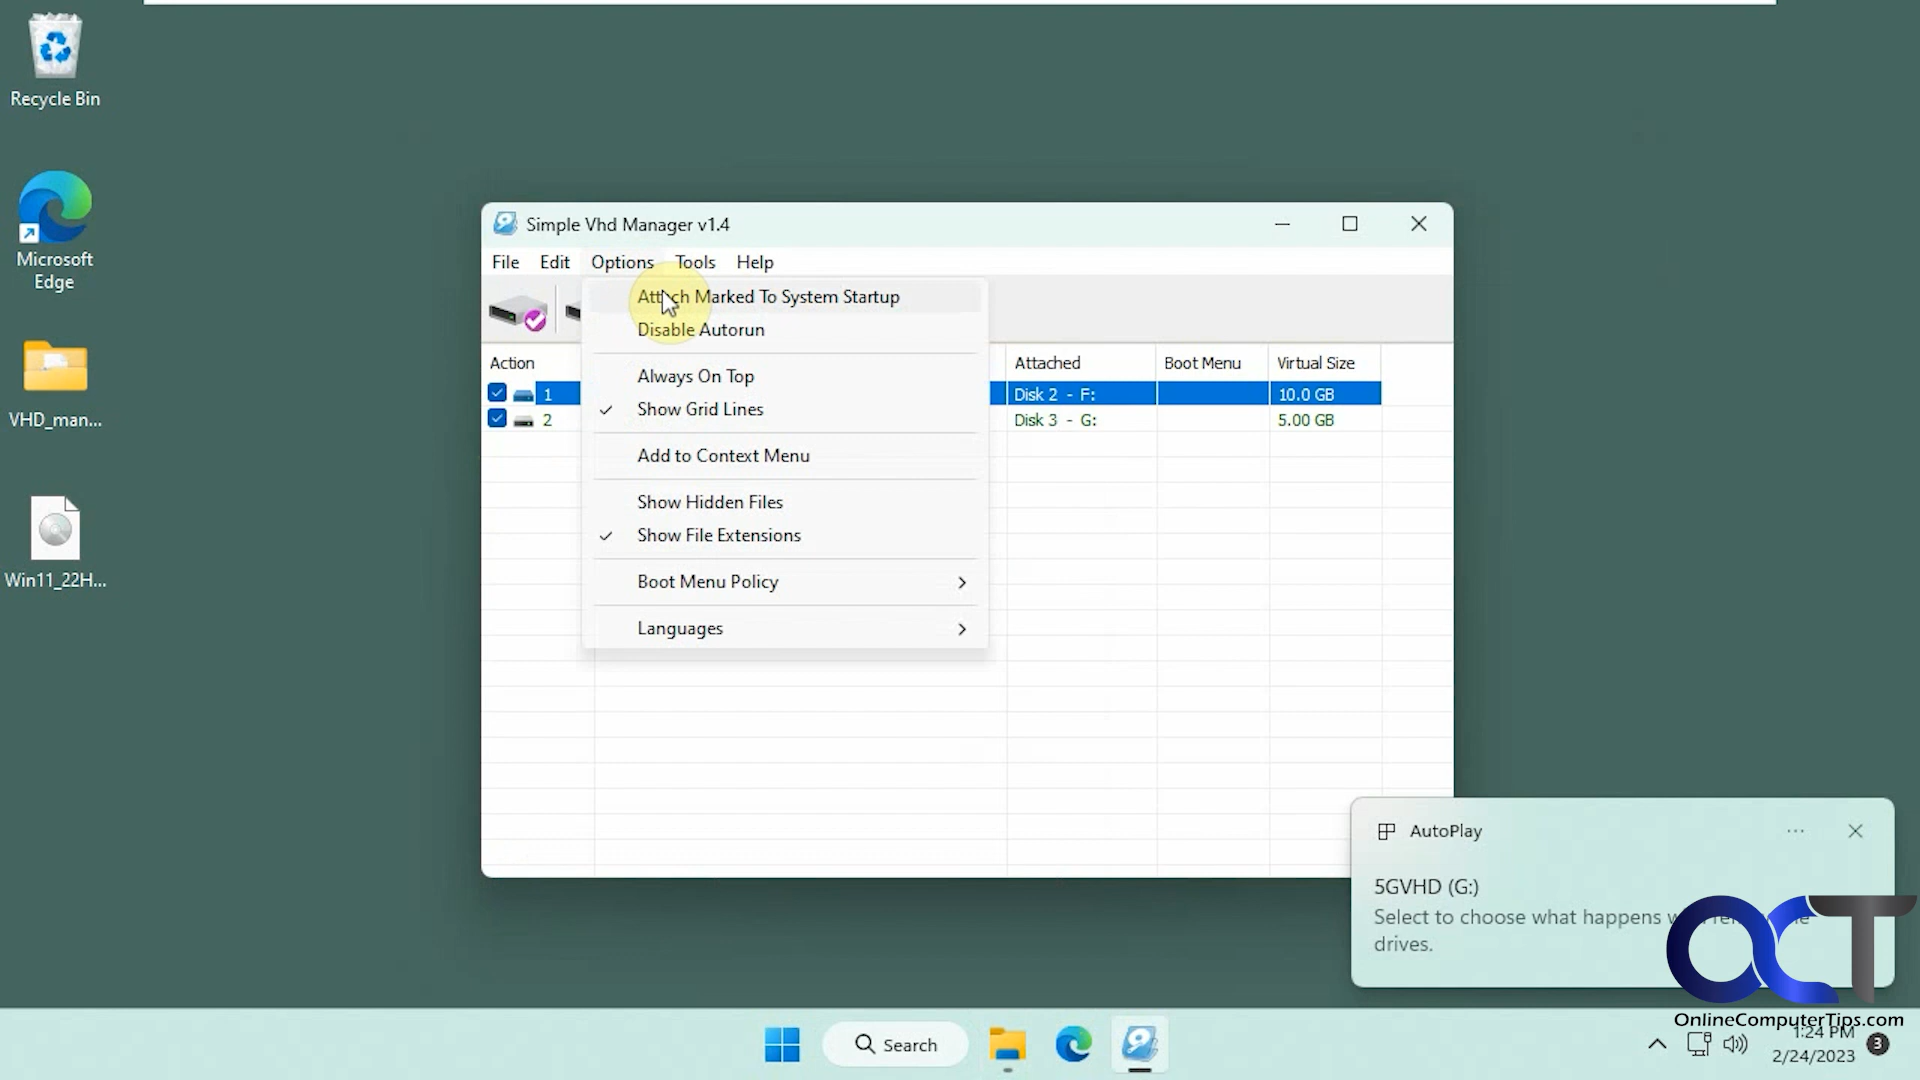 Recycle Bin
Microsoft
Edge
VHD_man...
Win11_22H...
Simple Vhd Manager v1.4
File Edit Options Tools Help
Attach Marked To System Startup
Disable Autorun
Always On Top
Show Grid Lines
Add to Context Menu
Show Hidden Files
Show File Extensions
Boot Menu Policy
Languages
Action Attached Boot Menu Virtual Size
1 Disk 2 - F: 10.0 GB
2 Disk 3 - G: 5.00 GB
AutoPlay
5GVHD (G:)
Select to choose what happens
drives.
OCT
OnlineComputerTips.com
Search
1:24 PM
2/24/2023
3